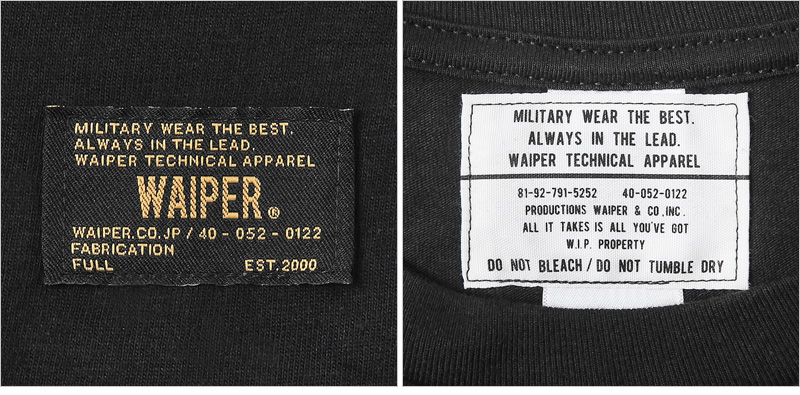 MILITARY WEAR THE BEST.
ALWAYS IN THE LEAD.
WAIPER TECHNICAL APPAREL
WAIPER®
WAIPER.CO.JP / 40 - 052 - 0122
FABRICATION
FULL EST.2000
MILITARY WEAR THE BEST.
ALWAYS IN THE LEAD.
WAIPER TECHNICAL APPAREL
81-92-791-5252 40-052-0122
PRODUCTIONS WAIPER & CO.,INC.
ALL IT TAKES IS ALL YOU'VE GOT
W.I.P. PROPERTY
DO NOT BLEACH / DO NOT TUMBLE DRY